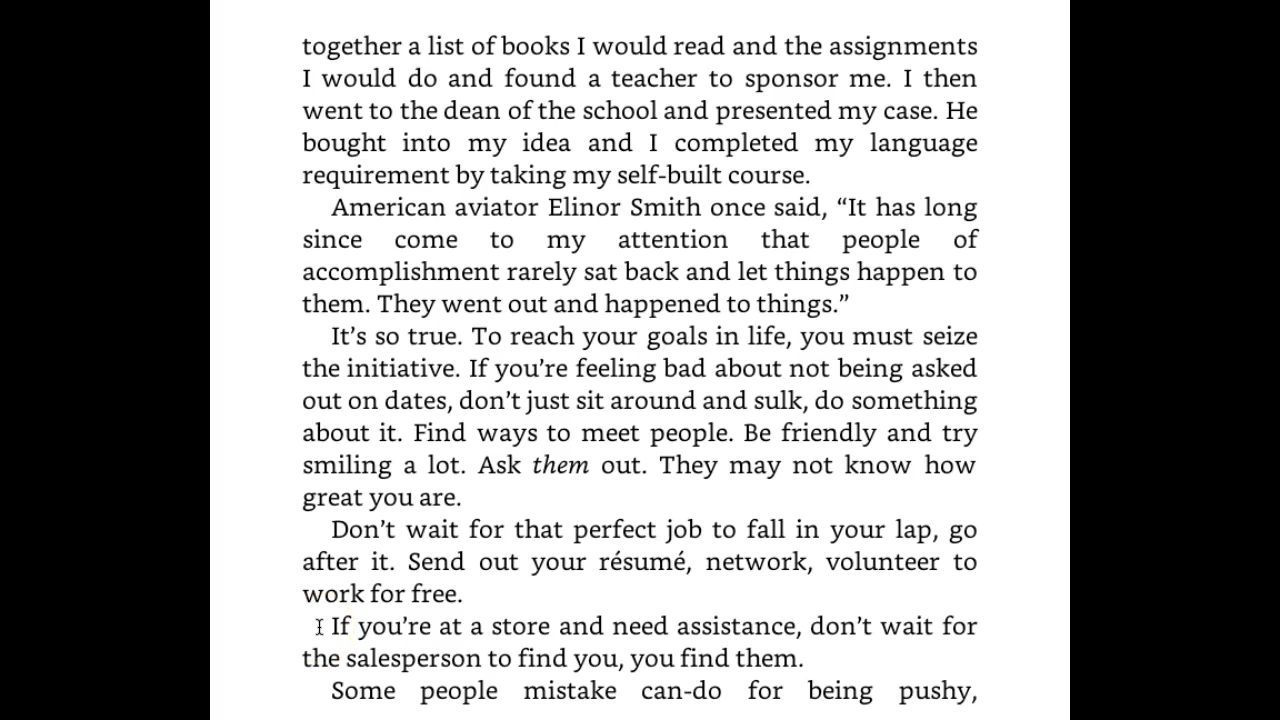 together a list of books I would read and the assignments
I would do and found a teacher to sponsor me. I then
went to the dean of the school and presented my case. He
bought into my idea and I completed my language
requirement by taking my self-built course.
American aviator Elinor Smith once said, “It has long
since come to my attention that people of
accomplishment rarely sat back and let things happen to
them. They went out and happened to things.”
It’s so true. To reach your goals in life, you must seize
the initiative. If you’re feeling bad about not being asked
out on dates, don’t just sit around and sulk, do something
about it. Find ways to meet people. Be friendly and try
smiling a lot. Ask them out. They may not know how
great you are.
Don’t wait for that perfect job to fall in your lap, go
after it. Send out your résumé, network, volunteer to
work for free.
If you’re at a store and need assistance, don’t wait for
the salesperson to find you, you find them.
Some people mistake can-do for being pushy,